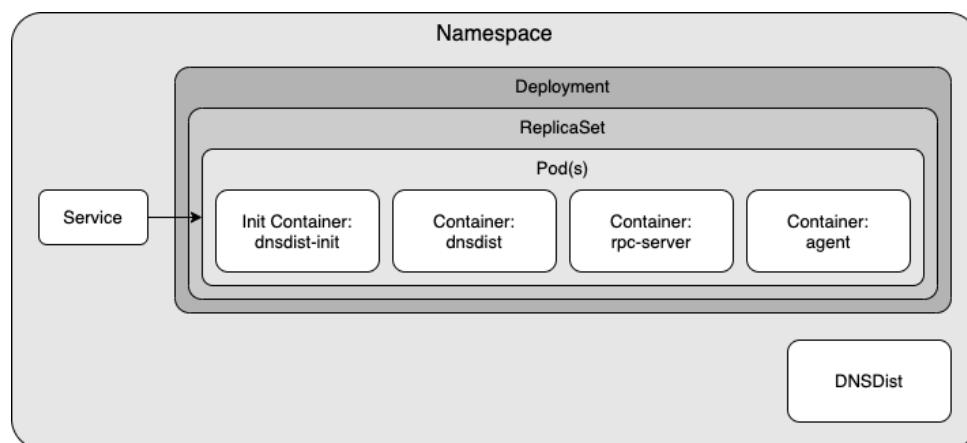 Namespace
Deployment
ReplicaSet
Pod(s)
Service
Init Container:
dnsdist-init
Container:
dnsdist
Container:
rpc-server
Container:
agent
DNSDist